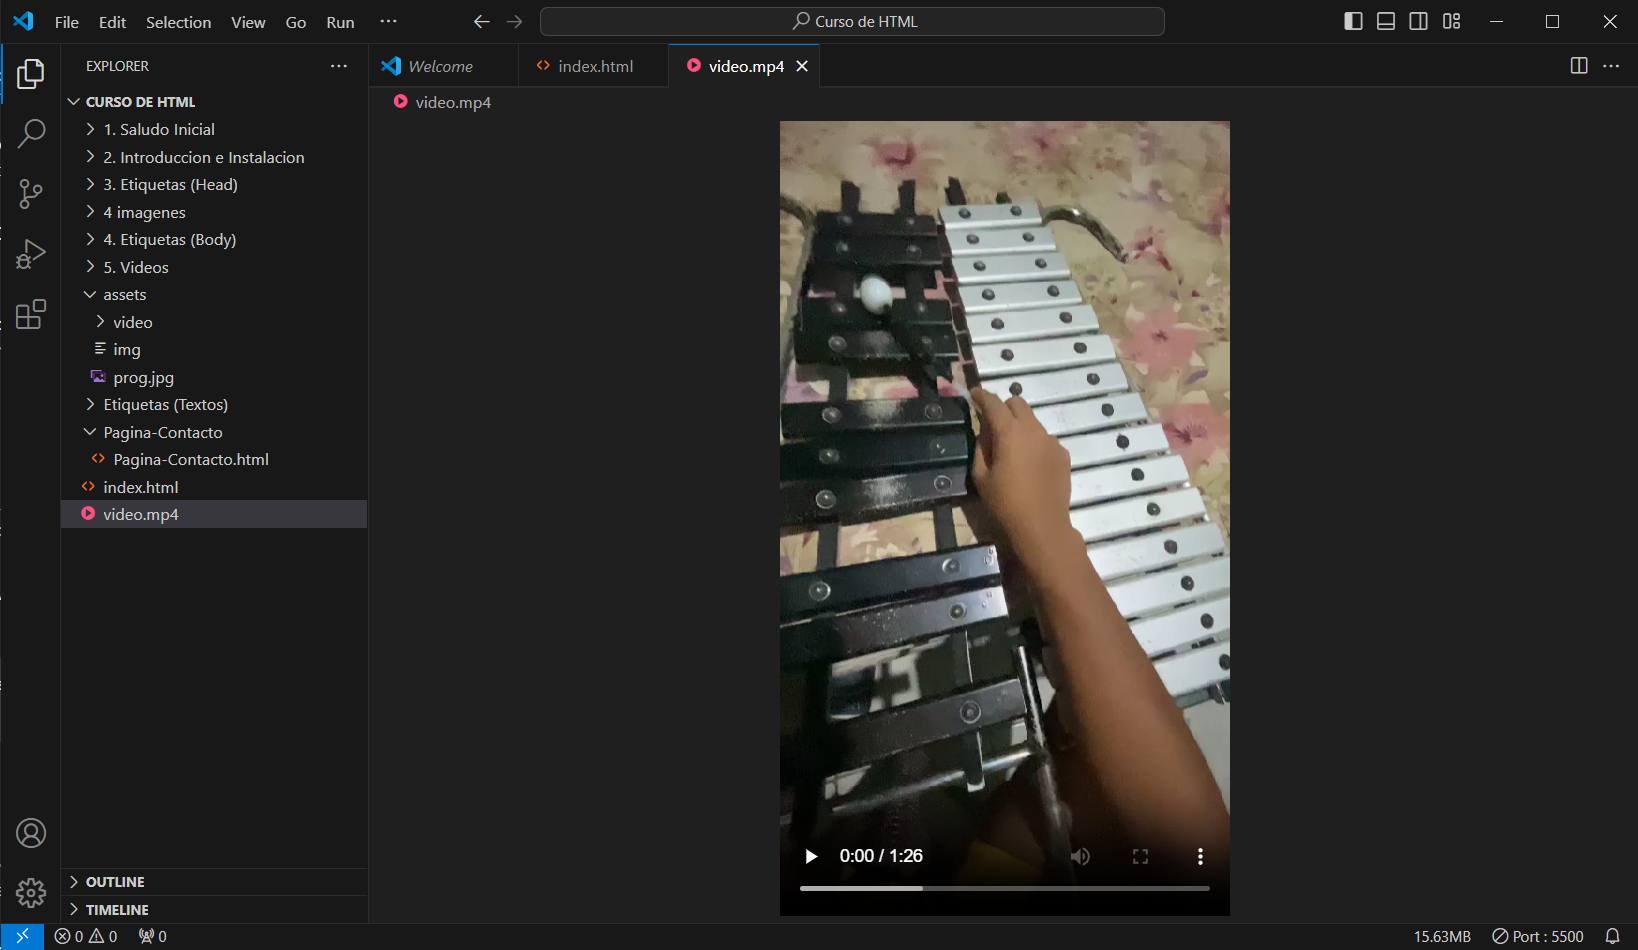 File Edit Selection View Go Run ···
Curso de HTML
EXPLORER ···
Welcome
index.html
video.mp4
video.mp4
CURSO DE HTML
1. Saludo Inicial
2. Introduccion e Instalacion
3. Etiquetas (Head)
4 imagenes
4. Etiquetas (Body)
5. Videos
assets
video
img
prog.jpg
Etiquetas (Textos)
Pagina-Contacto
Pagina-Contacto.html
index.html
video.mp4
0:00 / 1:26
OUTLINE
TIMELINE
0 0 0
15.63MB
Port : 5500